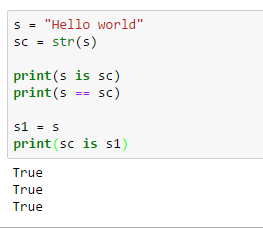 s = "Hello world"
sc = str(s)
print(s is sc)
print(s == sc)
s1 = s
print(sc is s1)
True
True
True